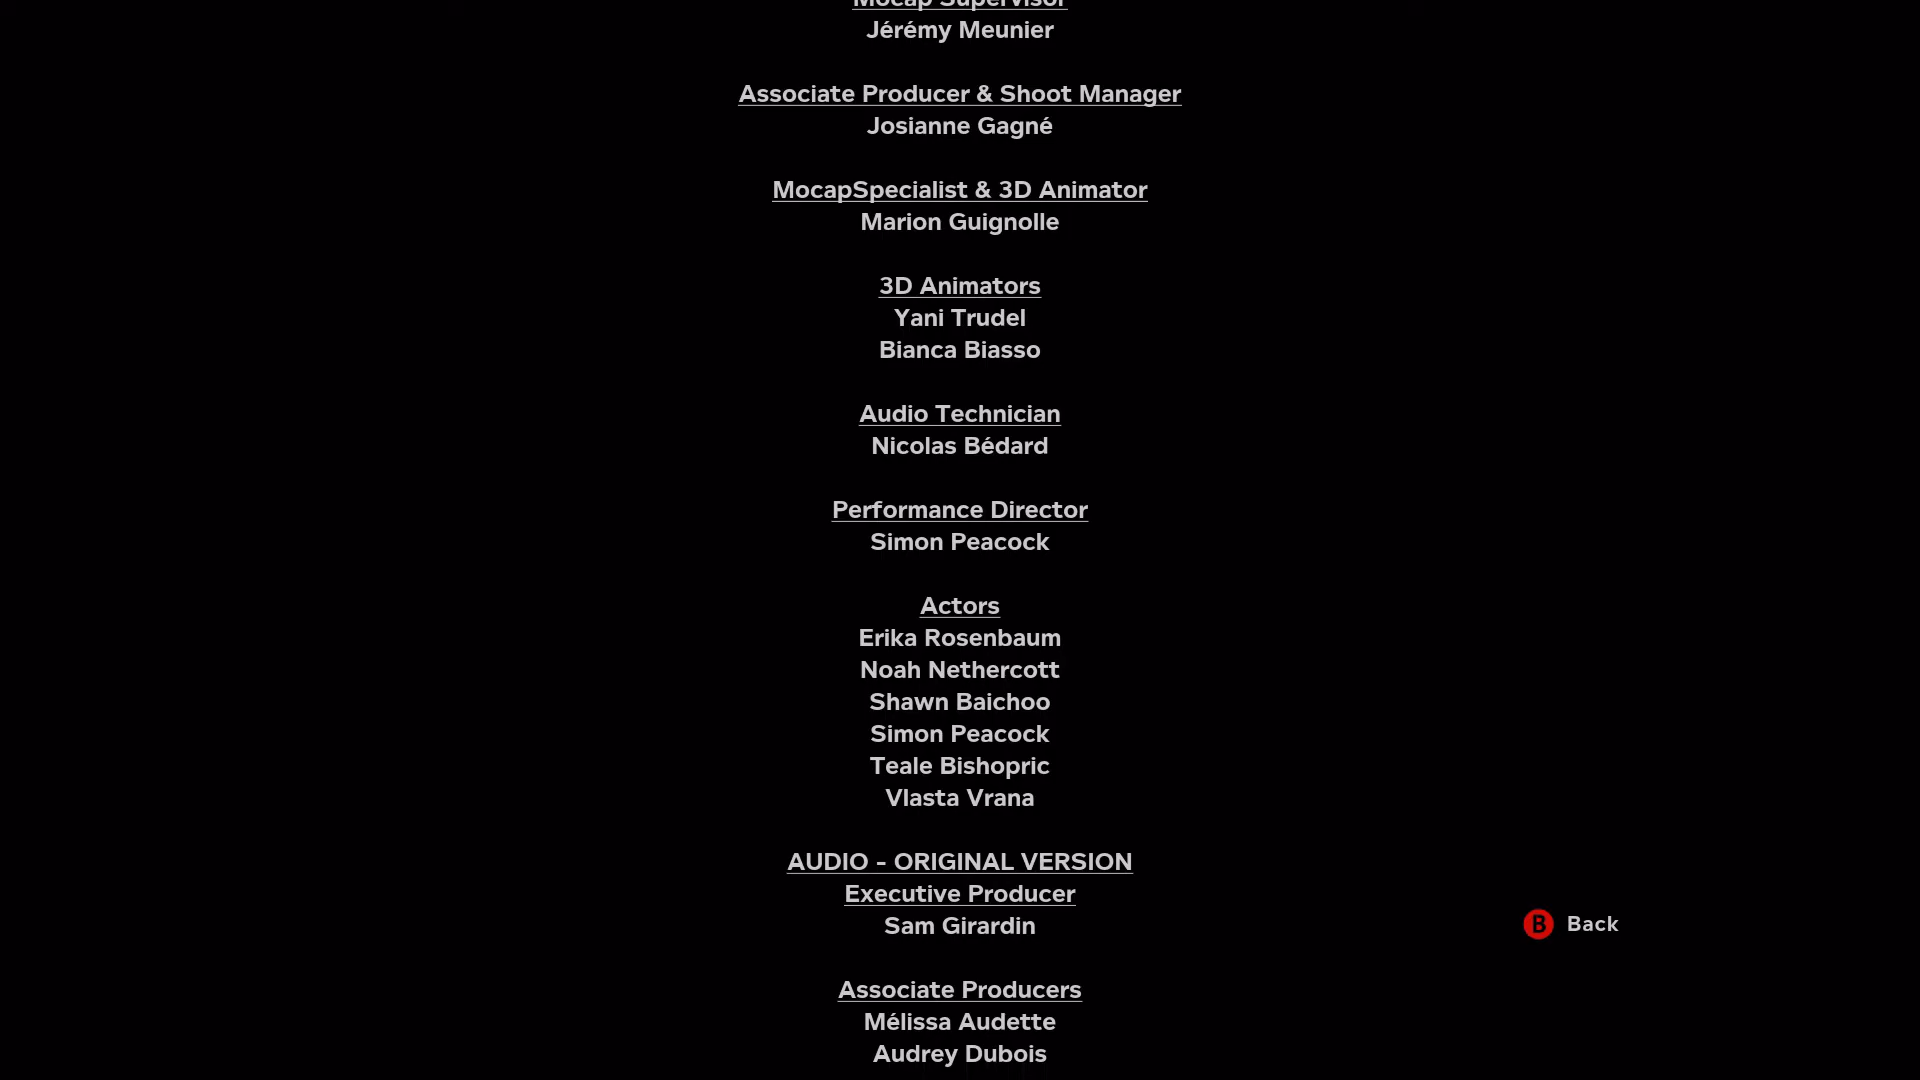 Mocap Supervisor
Jérémy Meunier
Associate Producer & Shoot Manager
Josianne Gagné
MocapSpecialist & 3D Animator
Marion Guignolle
3D Animators
Yani Trudel
Bianca Biasso
Audio Technician
Nicolas Bédard
Performance Director
Simon Peacock
Actors
Erika Rosenbaum
Noah Nethercott
Shawn Baichoo
Simon Peacock
Teale Bishopric
Vlasta Vrana
AUDIO - ORIGINAL VERSION
Executive Producer
Sam Girardin
B Back
Associate Producers
Mélissa Audette
Audrey Dubois